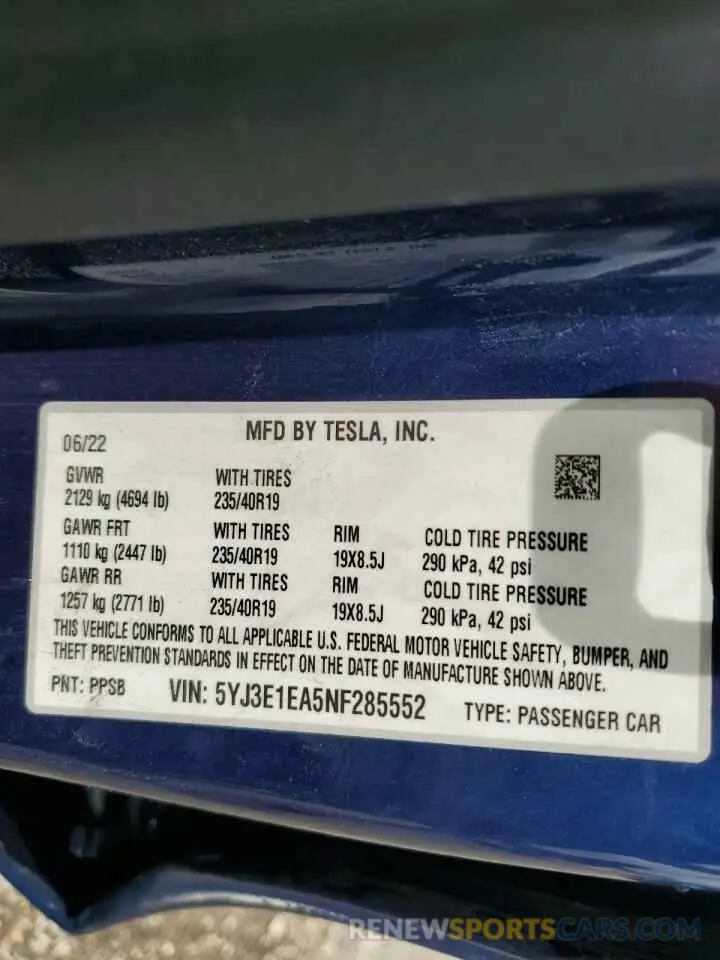 MFD BY TESLA, INC.
06/22
GVWR WITH TIRES
2129 kg (4694 lb) 235/40R19
GAWR FRT WITH TIRES RIM COLD TIRE PRESSURE
1110 kg (2447 lb) 235/40R19 19X8.5J 290 kPa, 42 psi
GAWR RR WITH TIRES RIM COLD TIRE PRESSURE
1257 kg (2771 lb) 235/40R19 19X8.5J 290 kPa, 42 psi
THIS VEHICLE CONFORMS TO ALL APPLICABLE U.S. FEDERAL MOTOR VEHICLE SAFETY, BUMPER, AND
THEFT PREVENTION STANDARDS IN EFFECT ON THE DATE OF MANUFACTURE SHOWN ABOVE.
PNT: PPSB VIN: 5YJ3E1EA5NF285552 TYPE: PASSENGER CAR
RENEWSPORTSCARS.COM